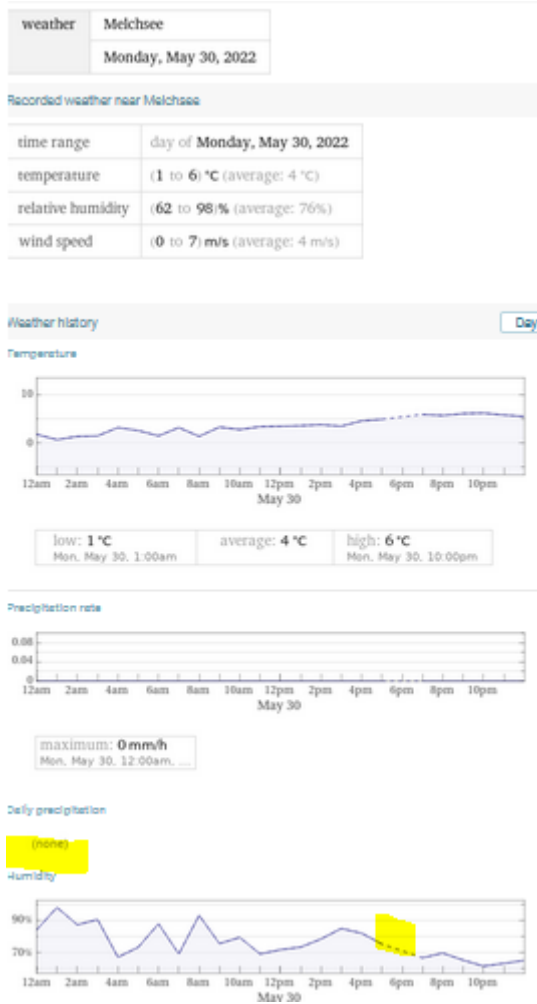 weather Melchsee
Monday, May 30, 2022
Recorded weather near Melchsee
time range day of Monday, May 30, 2022
temperature (1 to 6) °C (average: 4 °C)
relative humidity (62 to 98)% (average: 76%)
wind speed (0 to 7) m/s (average: 4 m/s)
Weather history Day
Temperature
10
0
12am 2am 4am 6am 8am 10am 12pm 2pm 4pm 6pm 8pm 10pm
May 30
low: 1 °C average: 4 °C high: 6 °C
Mon, May 30, 1:00am Mon, May 30, 10:00pm
Precipitation rate
0.08
0.04
0
12am 2am 4am 6am 8am 10am 12pm 2pm 4pm 6pm 8pm 10pm
May 30
maximum: 0 mm/h
Mon, May 30, 12:00am, ...
Daily precipitation
(none)
Humidity
90%
70%
12am 2am 4am 6am 8am 10am 12pm 2pm 4pm 6pm 8pm 10pm
May 30